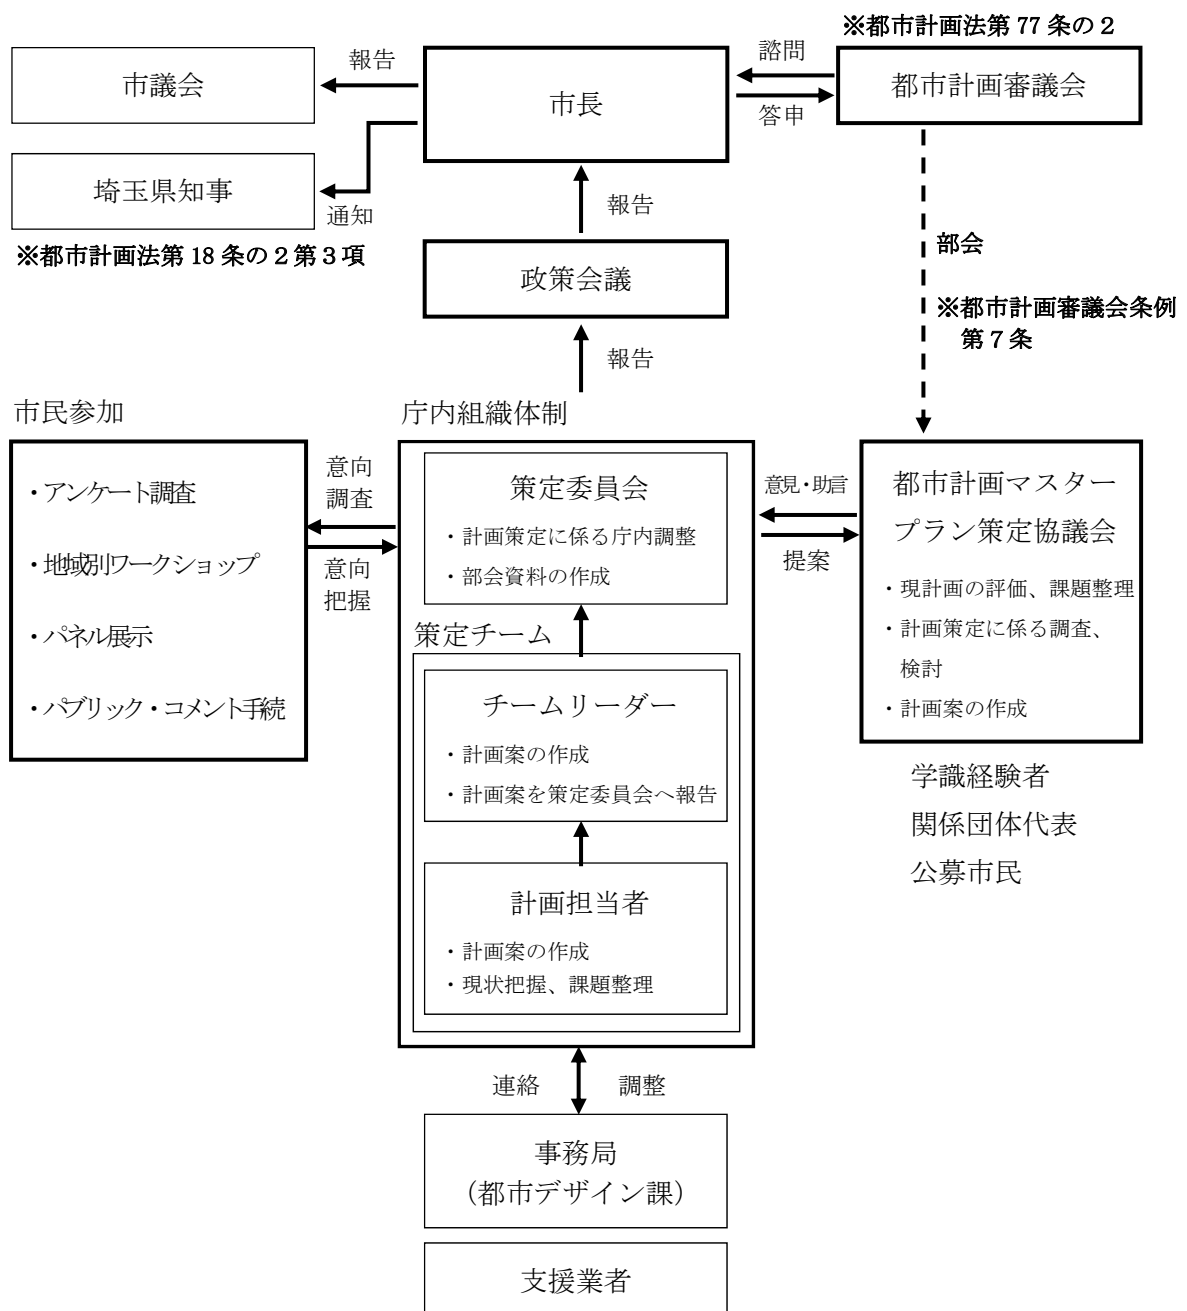 ※都市計画法第 77 条の２
市議会
報告
市長
諮問
答申
都市計画審議会
埼玉県知事
通知
※都市計画法第 18 条の２第３項
報告
政策会議
部会
※都市計画審議会条例
第７条
報告
市民参加
・アンケート調査
・地域別ワークショップ
・パネル展示
・パブリック・コメント手続
意向
調査
意向
把握
庁内組織体制
策定委員会
・計画策定に係る庁内調整
・部会資料の作成
策定チーム
チームリーダー
・計画案の作成
・計画案を策定委員会へ報告
計画担当者
・計画案の作成
・現状把握、課題整理
意見・助言
提案
都市計画マスター
プラン策定協議会
・現計画の評価、課題整理
・計画策定に係る調査、
検討
・計画案の作成
学識経験者
関係団体代表
公募市民
連絡
調整
事務局
（都市デザイン課）
支援業者